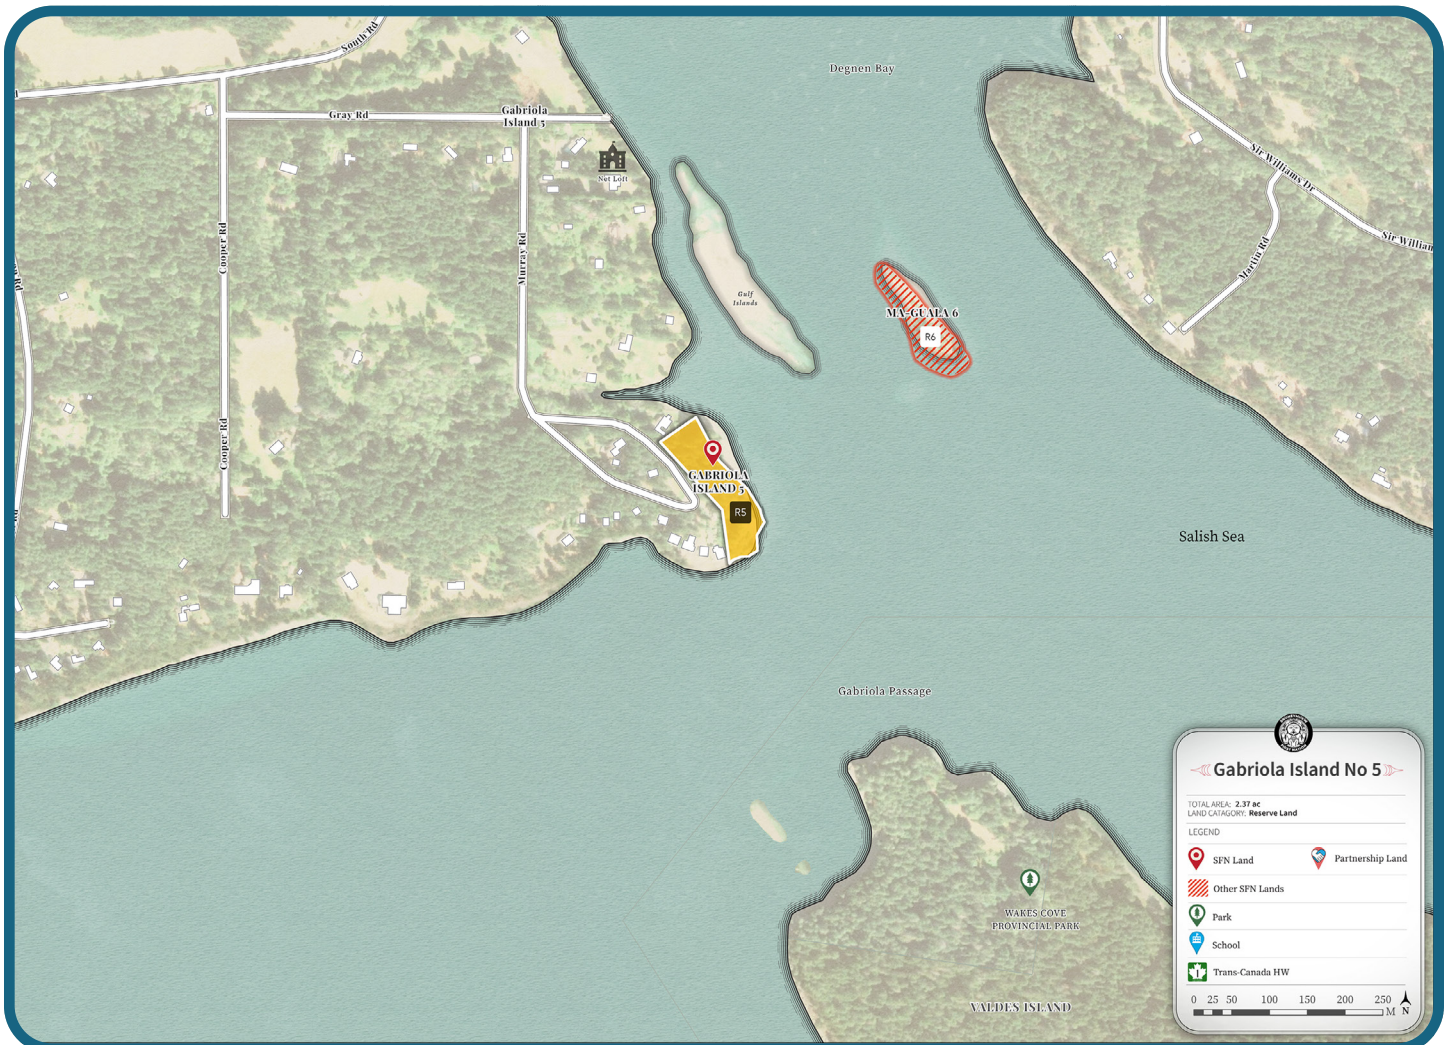 South Rd
Degnen Bay
Gray Rd
Gabriola
Island 5
Net Loft
Sir Williams Dr
Cooper Rd
Murray Rd
Martin Rd
Sir William
Gulf
Islands
MA-GUALA 6
R6
Cooper Rd
GABRIOLA
ISLAND 5
R5
Salish Sea
Gabriola Passage
WAKES COVE
PROVINCIAL PARK
VALDES ISLAND
Gabriola Island No 5
TOTAL AREA: 2.37 ac
LAND CATAGORY: Reserve Land
LEGEND
SFN Land
Partnership Land
Other SFN Lands
Park
School
1
Trans-Canada HW
0 25 50 100 150 200 250 M N